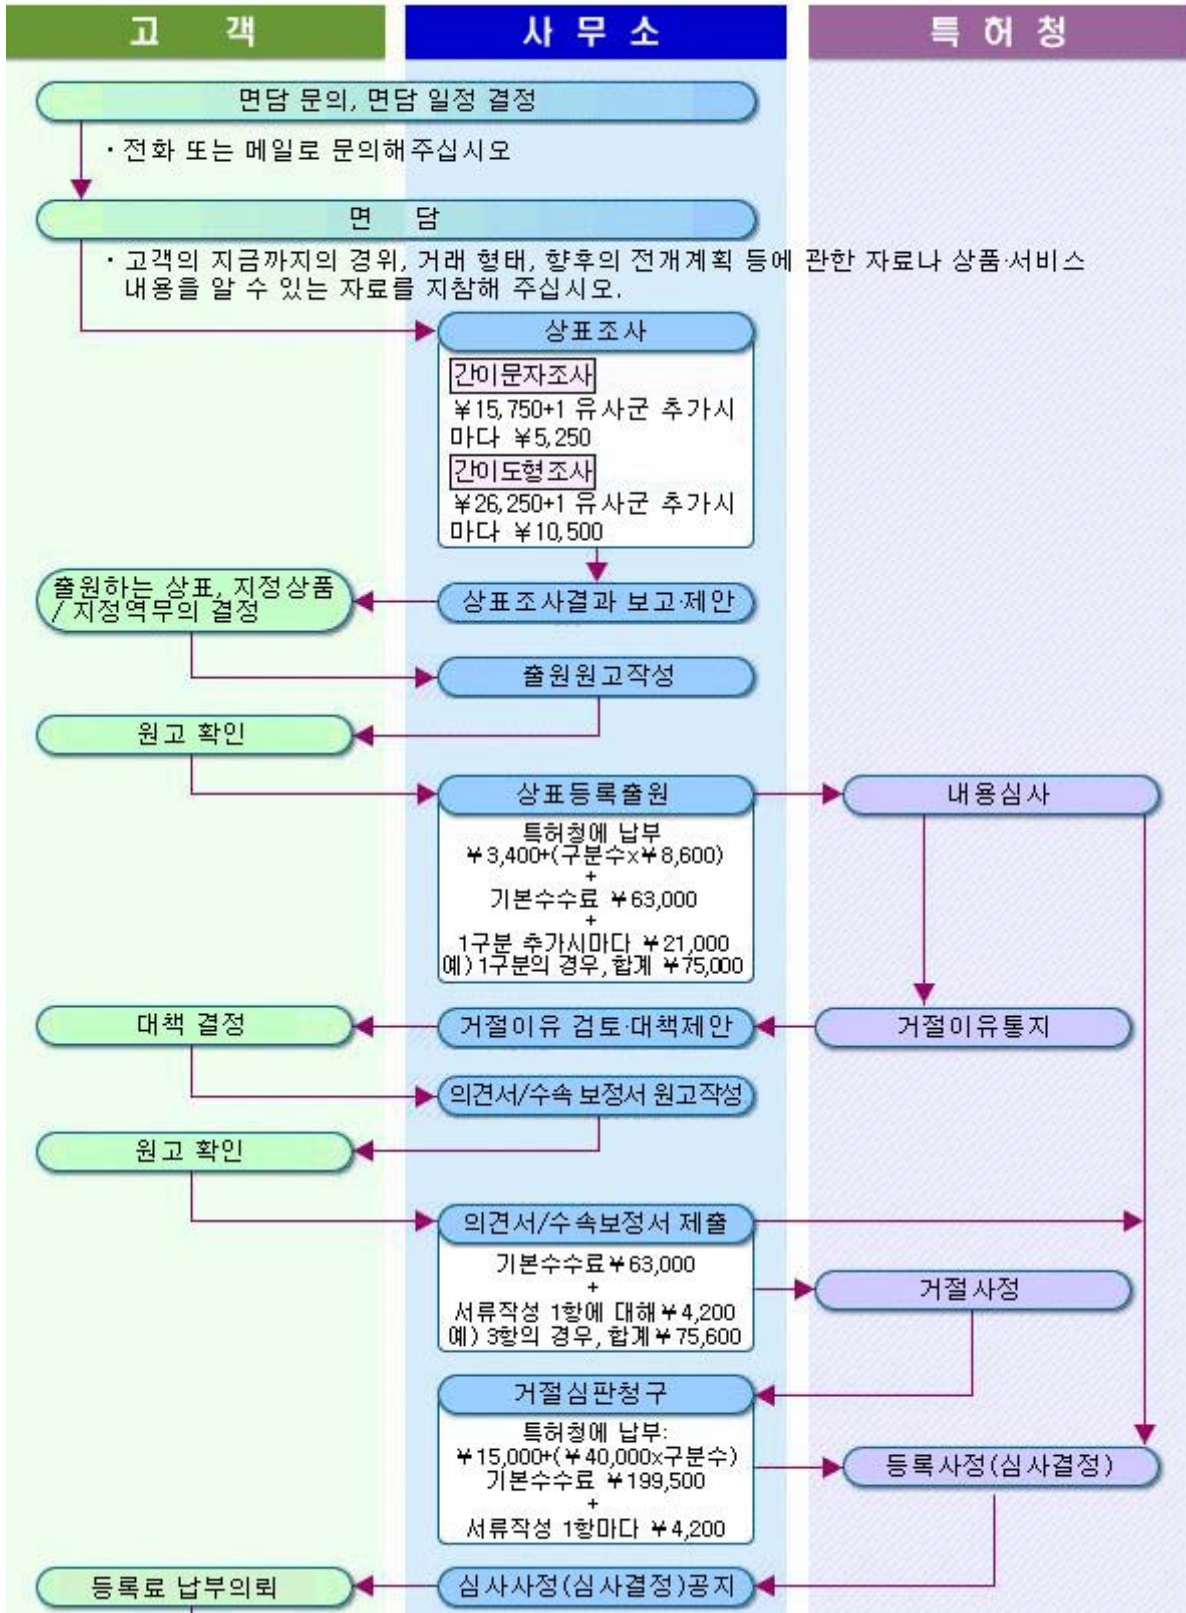 고 객
사 무 소
특 허 청
면담 문의, 면담 일정 결정
· 전화 또는 메일로 문의해주십시오
면 담
· 고객의 지금까지의 경위, 거래 형태, 향후의 전개계획 등에 관한 자료나 상품·서비스
내용을 알 수 있는 자료를 지참해 주십시오.
상표조사
간이문자조사
¥15,750+1 유사군 추가시
마다 ¥5,250
간이도형조사
¥26,250+1 유사군 추가시
마다 ¥10,500
출원하는 상표, 지정상품
/ 지정역무의 결정
상표조사결과 보고·제안
출원원고작성
원고 확인
상표등록출원
내용심사
특허청에 납부
¥3,400+(구분수x¥8,600)
+
기본수수료 ¥63,000
+
1구분 추가시마다 ¥21,000
예) 1구분의 경우, 합계 ¥75,000
대책 결정
거절이유 검토·대책제안
거절이유통지
의견서/수속 보정서 원고작성
원고 확인
의견서/수속보정서 제출
기본수수료¥63,000
+
서류작성 1항에 대해¥4,200
예) 3항의 경우, 합계¥75,600
거절사정
거절심판청구
특허청에 납부:
¥15,000+(¥40,000x구분수)
기본수수료 ¥199,500
+
서류작성 1항마다 ¥4,200
등록사정(심사결정)
등록료 납부의뢰
심사사정(심사결정)공지